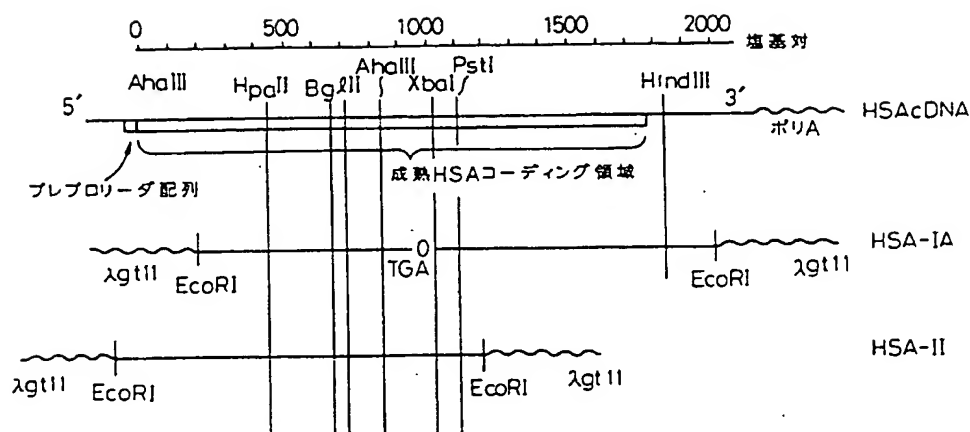 0 500 1000 1500 2000 塩基対
AhaIII HpaII BglII AhaIII XbaI PstI HindIII
5' 3' HSAcDNA
ポリA
成熟HSAコーディング領域
プレプロリーダ配列
0 HSA-IA
λgt11 EcoRI TGA EcoRI λgt11
HSA-II
λgt11 EcoRI EcoRI λgt11